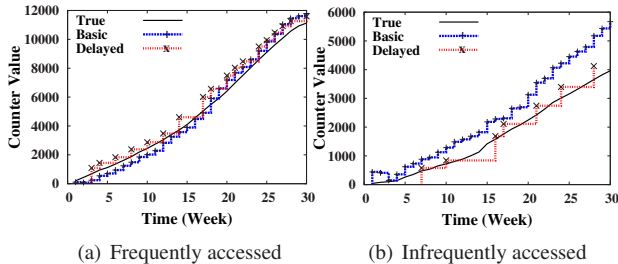 12000
10000
8000
6000
4000
2000
0
Counter Value
True
Basic
Delayed
0 5 10 15 20 25 30
Time (Week)
(a) Frequently accessed
6000
5000
4000
3000
2000
1000
0
Counter Value
True
Basic
Delayed
0 5 10 15 20 25 30
Time (Week)
(b) Infrequently accessed